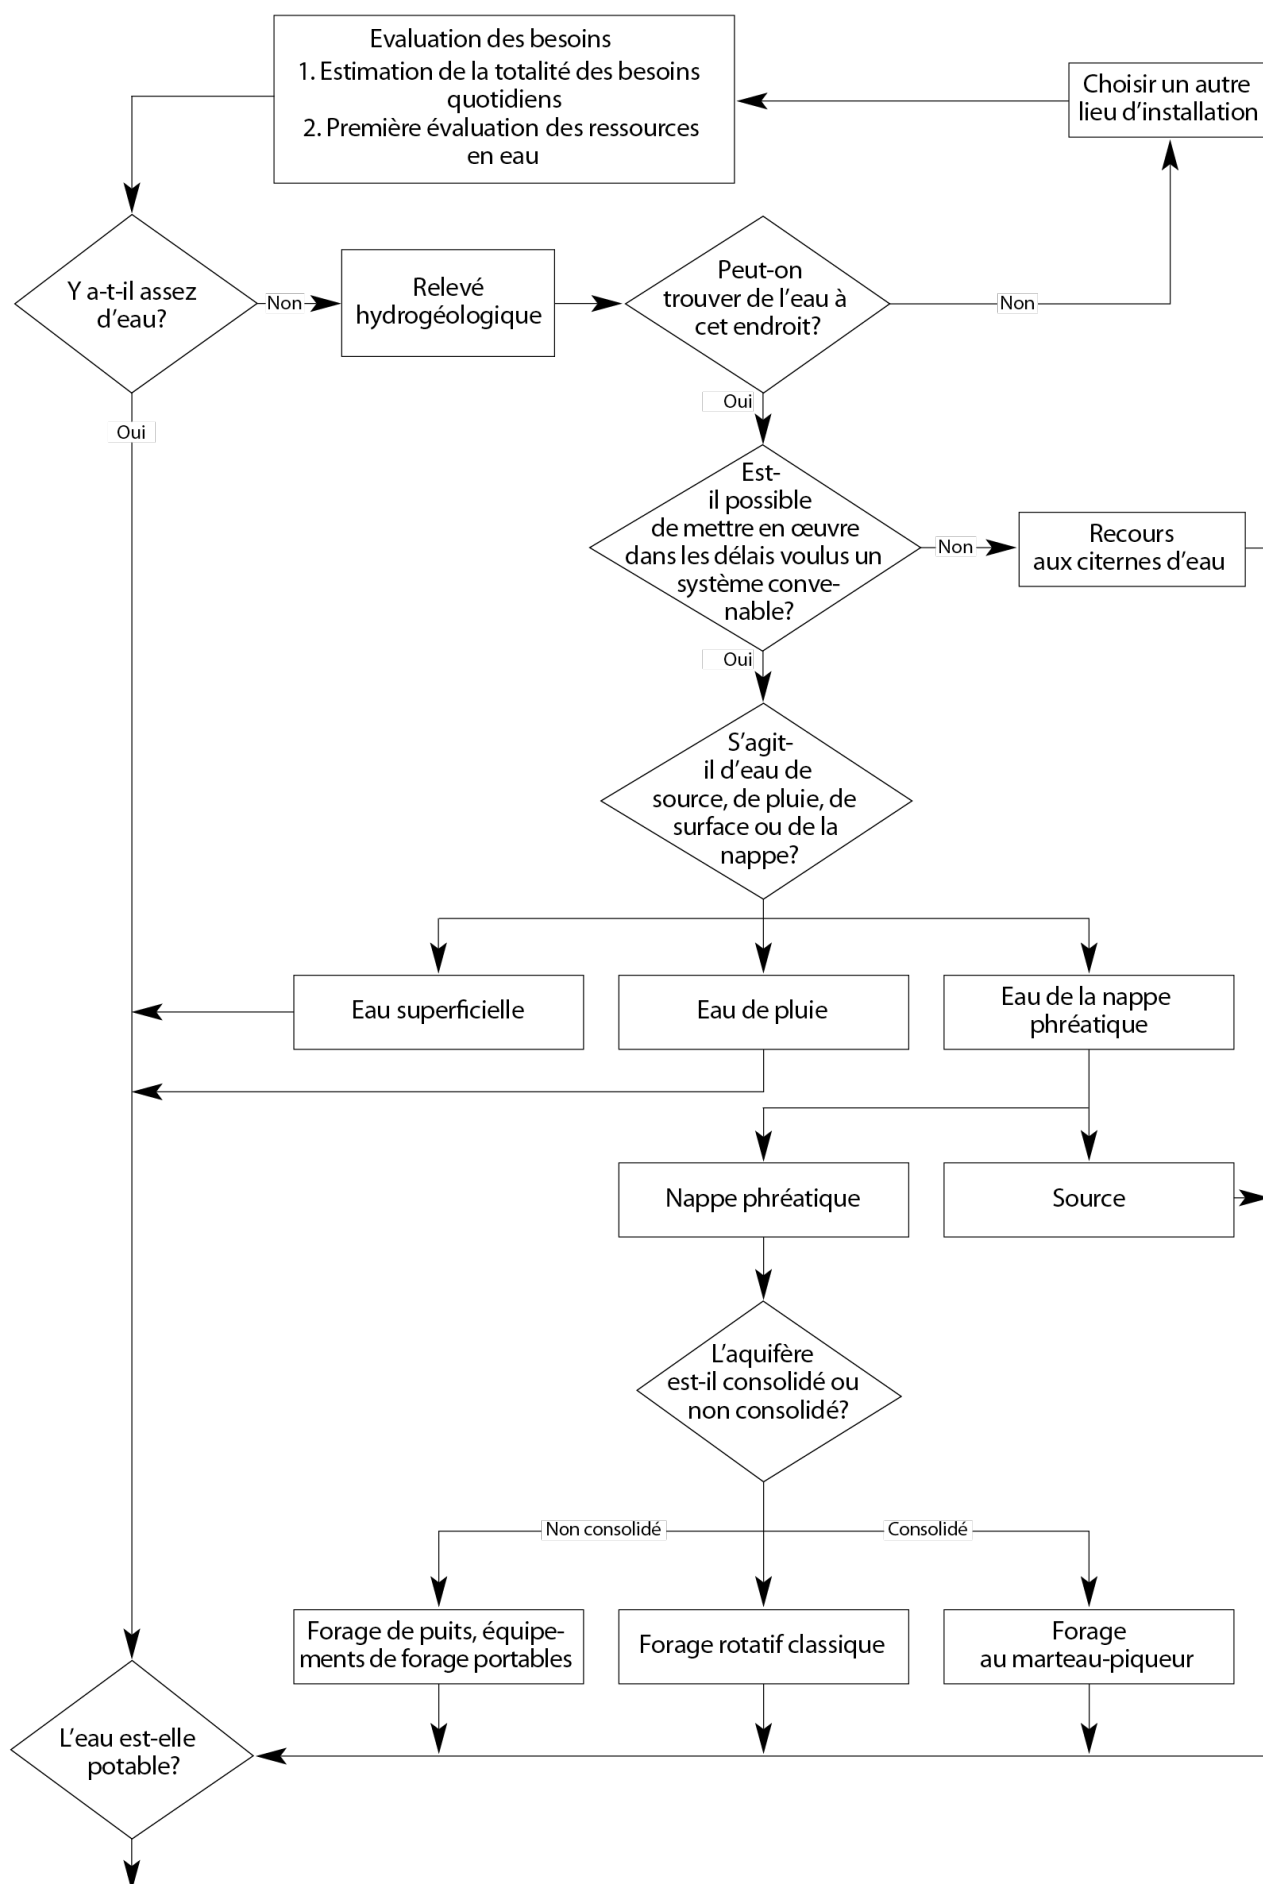 Evaluation des besoins
1. Estimation de la totalité des besoins
quotidiens
2. Première évaluation des ressources
en eau
Choisir un autre
lieu d'installation
Y a-t-il assez
d'eau?
Non
Relevé
hydrogéologique
Peut-on
trouver de l'eau à
cet endroit?
Non
Oui
Oui
Est-
il possible
de mettre en œuvre
dans les délais voulus un
système conve-
nable?
Non
Recours
aux citernes d'eau
Oui
S'agit-
il d'eau de
source, de pluie, de
surface ou de la
nappe?
Eau superficielle
Eau de pluie
Eau de la nappe
phréatique
Nappe phréatique
Source
L'aquifère
est-il consolidé ou
non consolidé?
Non consolidé
Consolidé
Forage de puits, équipe-
ments de forage portables
Forage rotatif classique
Forage
au marteau-piqueur
L'eau est-elle
potable?